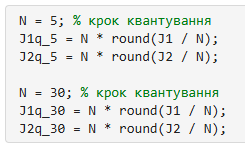 N = 5; % крок квантування
J1q_5 = N * round(J1 / N);
J2q_5 = N * round(J2 / N);
N = 30; % крок квантування
J1q_30 = N * round(J1 / N);
J2q_30 = N * round(J2 / N);